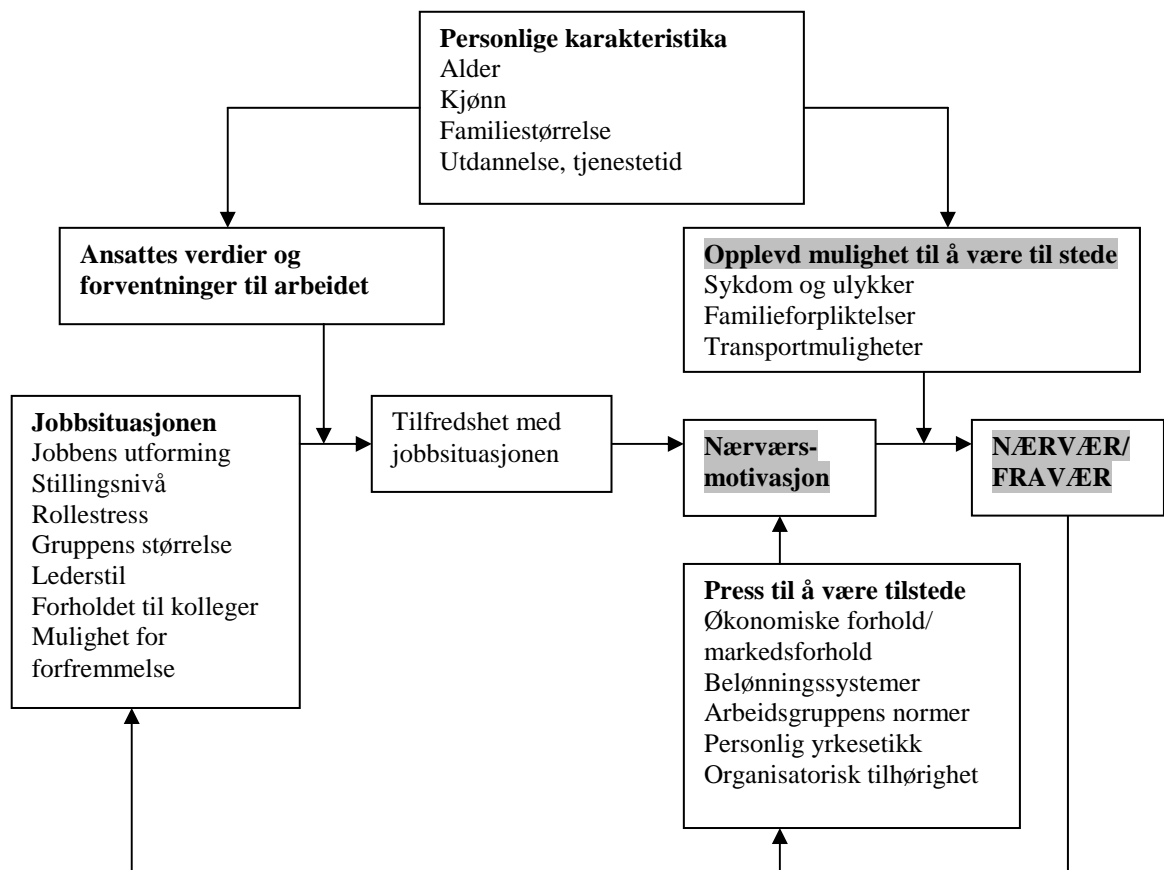 Personlige karakteristika
Alder
Kjønn
Familiestørrelse
Utdannelse, tjenestetid
Ansattes verdier og
forventninger til arbeidet
Opplevd mulighet til å være til stede
Sykdom og ulykker
Familieforpliktelser
Transportmuligheter
Jobbsituasjonen
Jobbens utforming
Stillingsnivå
Rollestress
Gruppens størrelse
Lederstil
Forholdet til kolleger
Mulighet for
forfremmelse
Tilfredshet med
jobbsituasjonen
Nærværs-
motivasjon
NÆRVÆR/
FRAVÆR
Press til å være tilstede
Økonomiske forhold/
markedsforhold
Belønningssystemer
Arbeidsgruppens normer
Personlig yrkesetikk
Organisatorisk tilhørighet